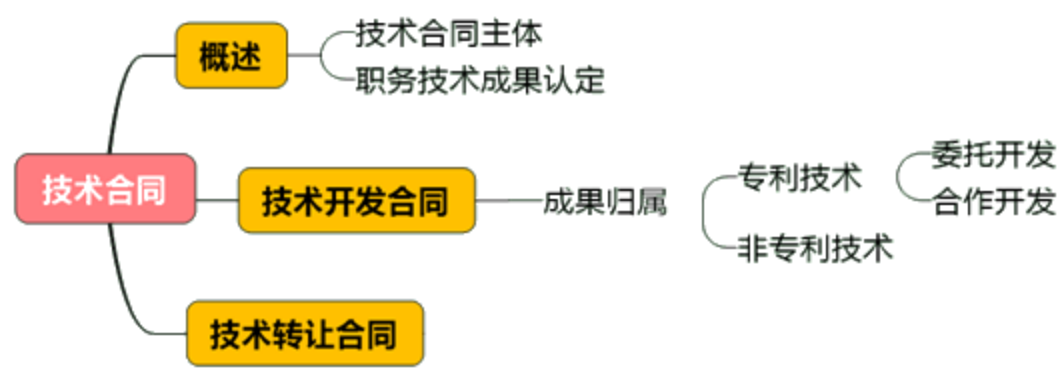 概述
技术合同主体
职务技术成果认定
技术合同
技术开发合同
成果归属
专利技术
委托开发
合作开发
非专利技术
技术转让合同